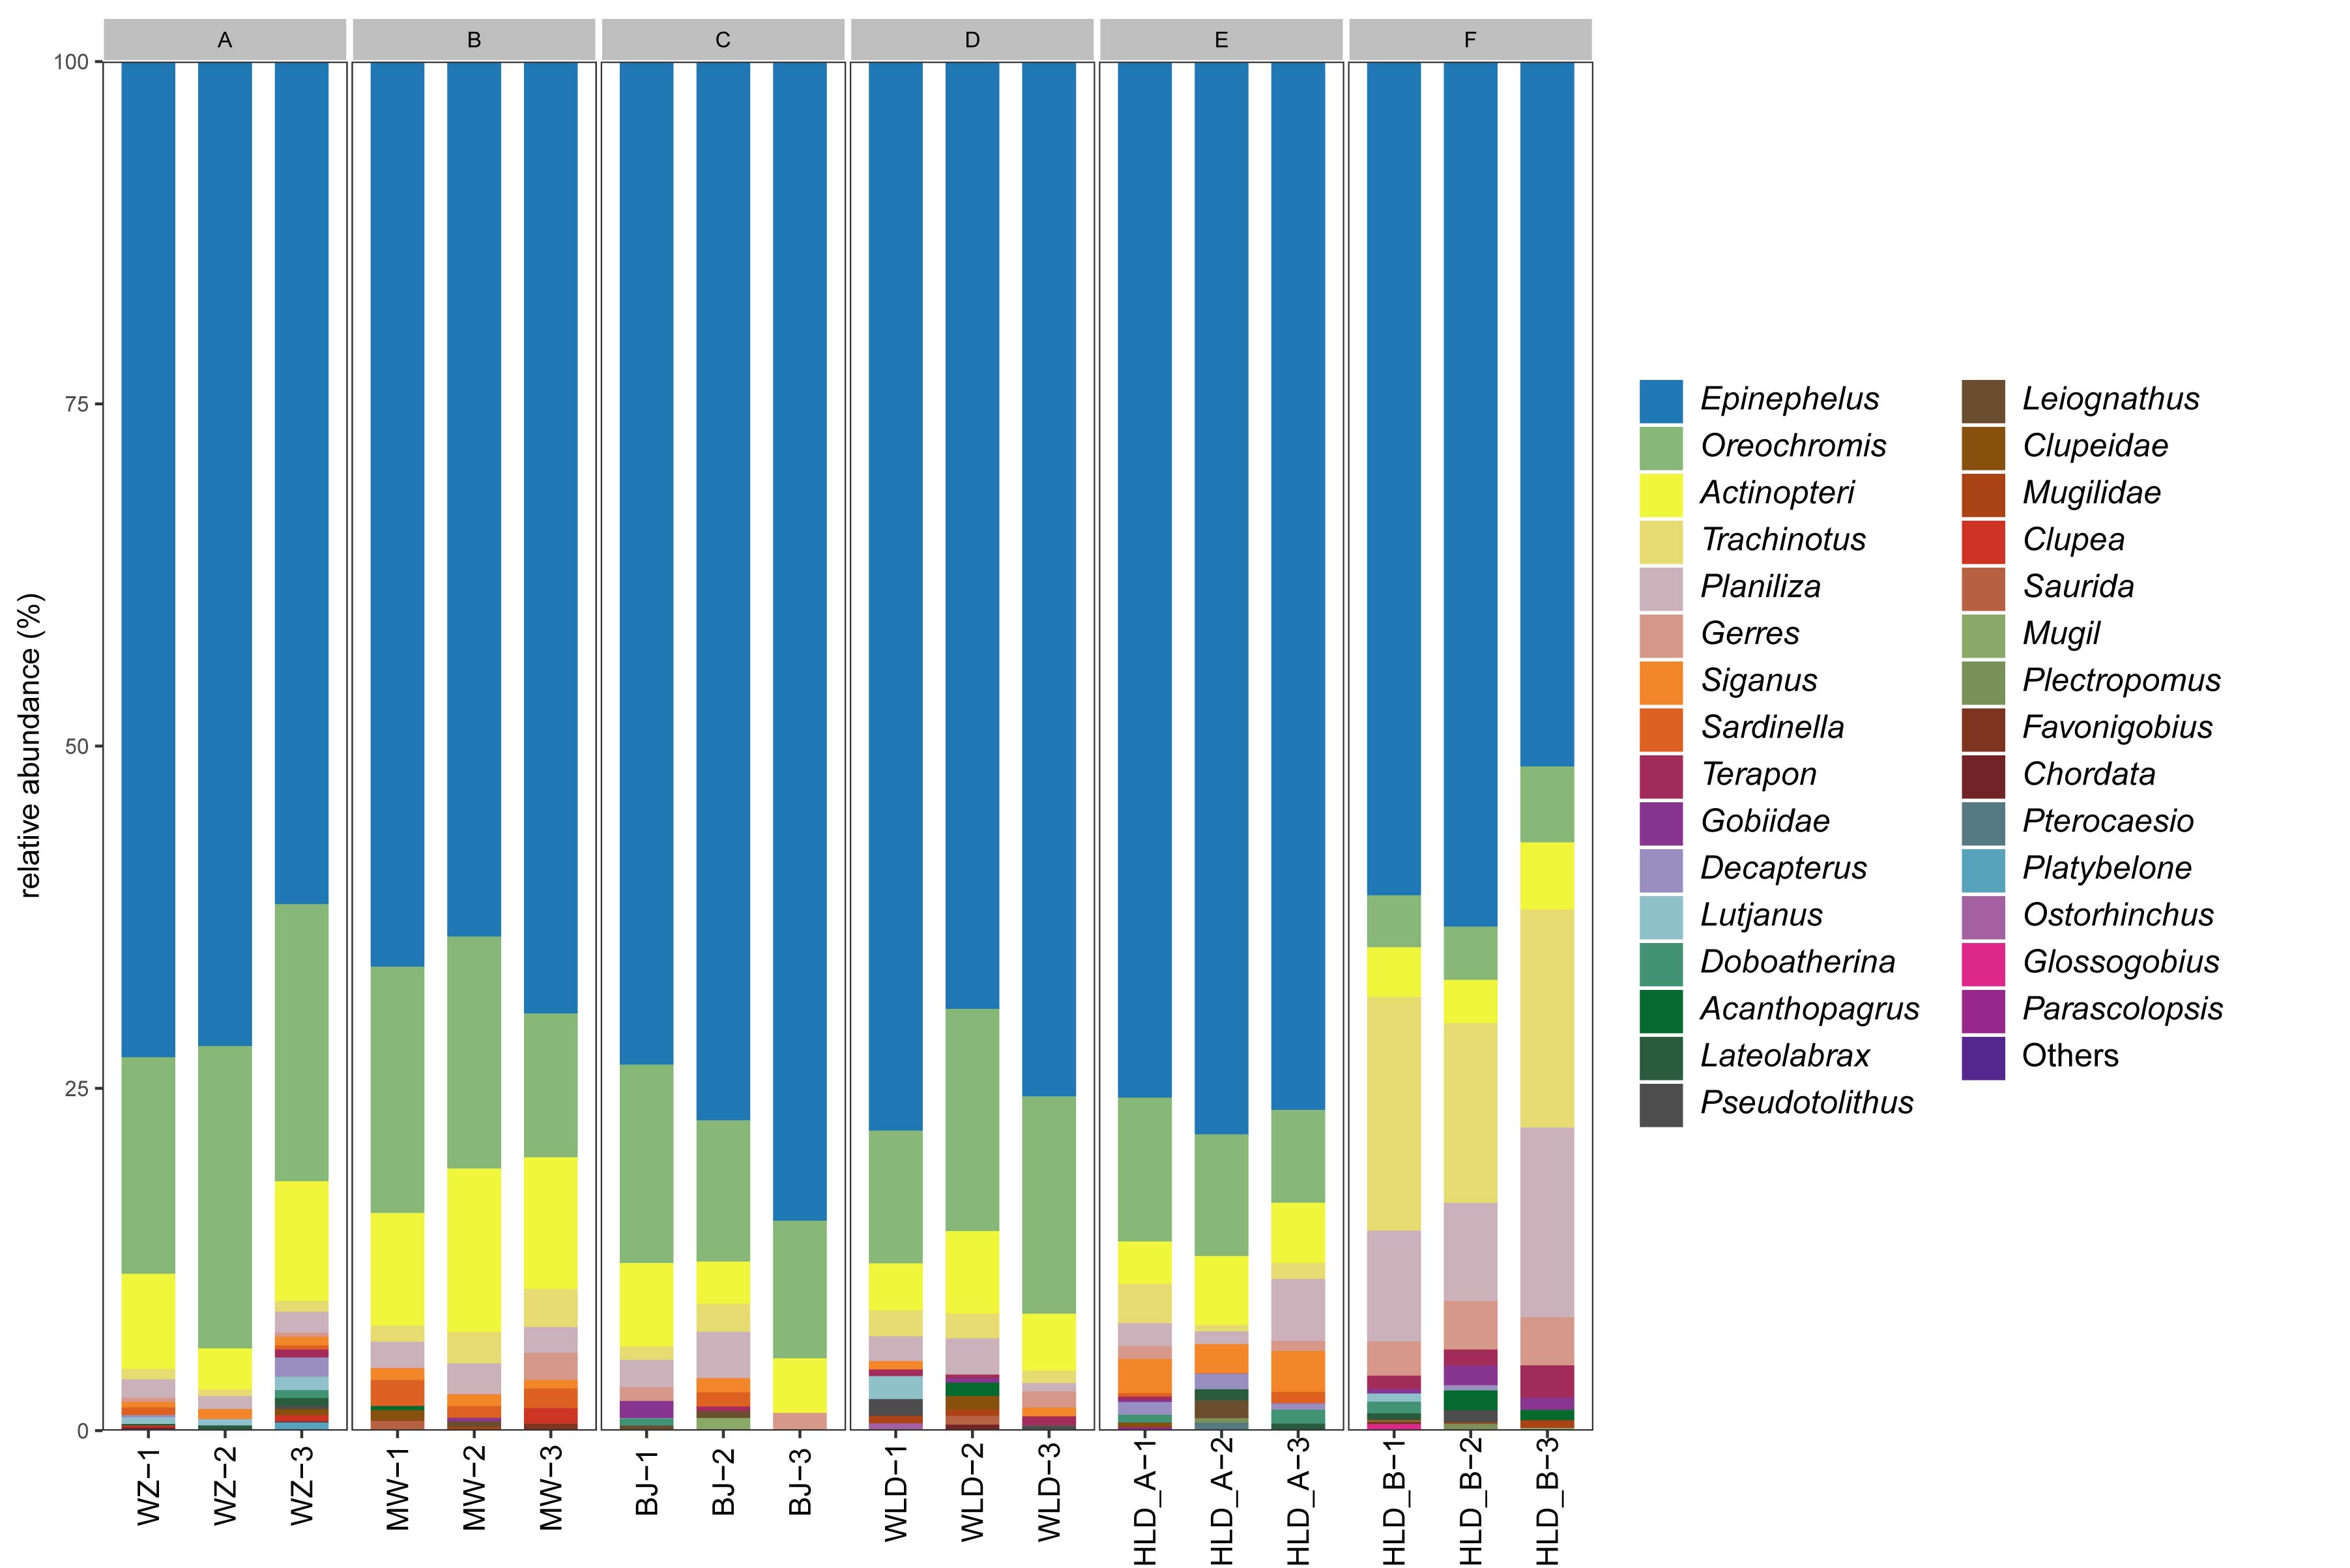 A B C D E F
100
75
50
25
0
relative abundance (%)
WZ−1 WZ−2 WZ−3 MW−1 MW−2 MW−3 BJ−1 BJ−2 BJ−3 WLD−1 WLD−2 WLD−3 HLD_A−1 HLD_A−2 HLD_A−3 HLD_B−1 HLD_B−2 HLD_B−3
Epinephelus
Oreochromis
Actinopteri
Trachinotus
Planiliza
Gerres
Siganus
Sardinella
Terapon
Gobiidae
Decapterus
Lutjanus
Doboatherina
Acanthopagrus
Lateolabrax
Pseudotolithus
Leiognathus
Clupeidae
Mugilidae
Clupea
Saurida
Mugil
Plectropomus
Favonigobius
Chordata
Pterocaesio
Platybelone
Ostorhinchus
Glossogobius
Parascolopsis
Others